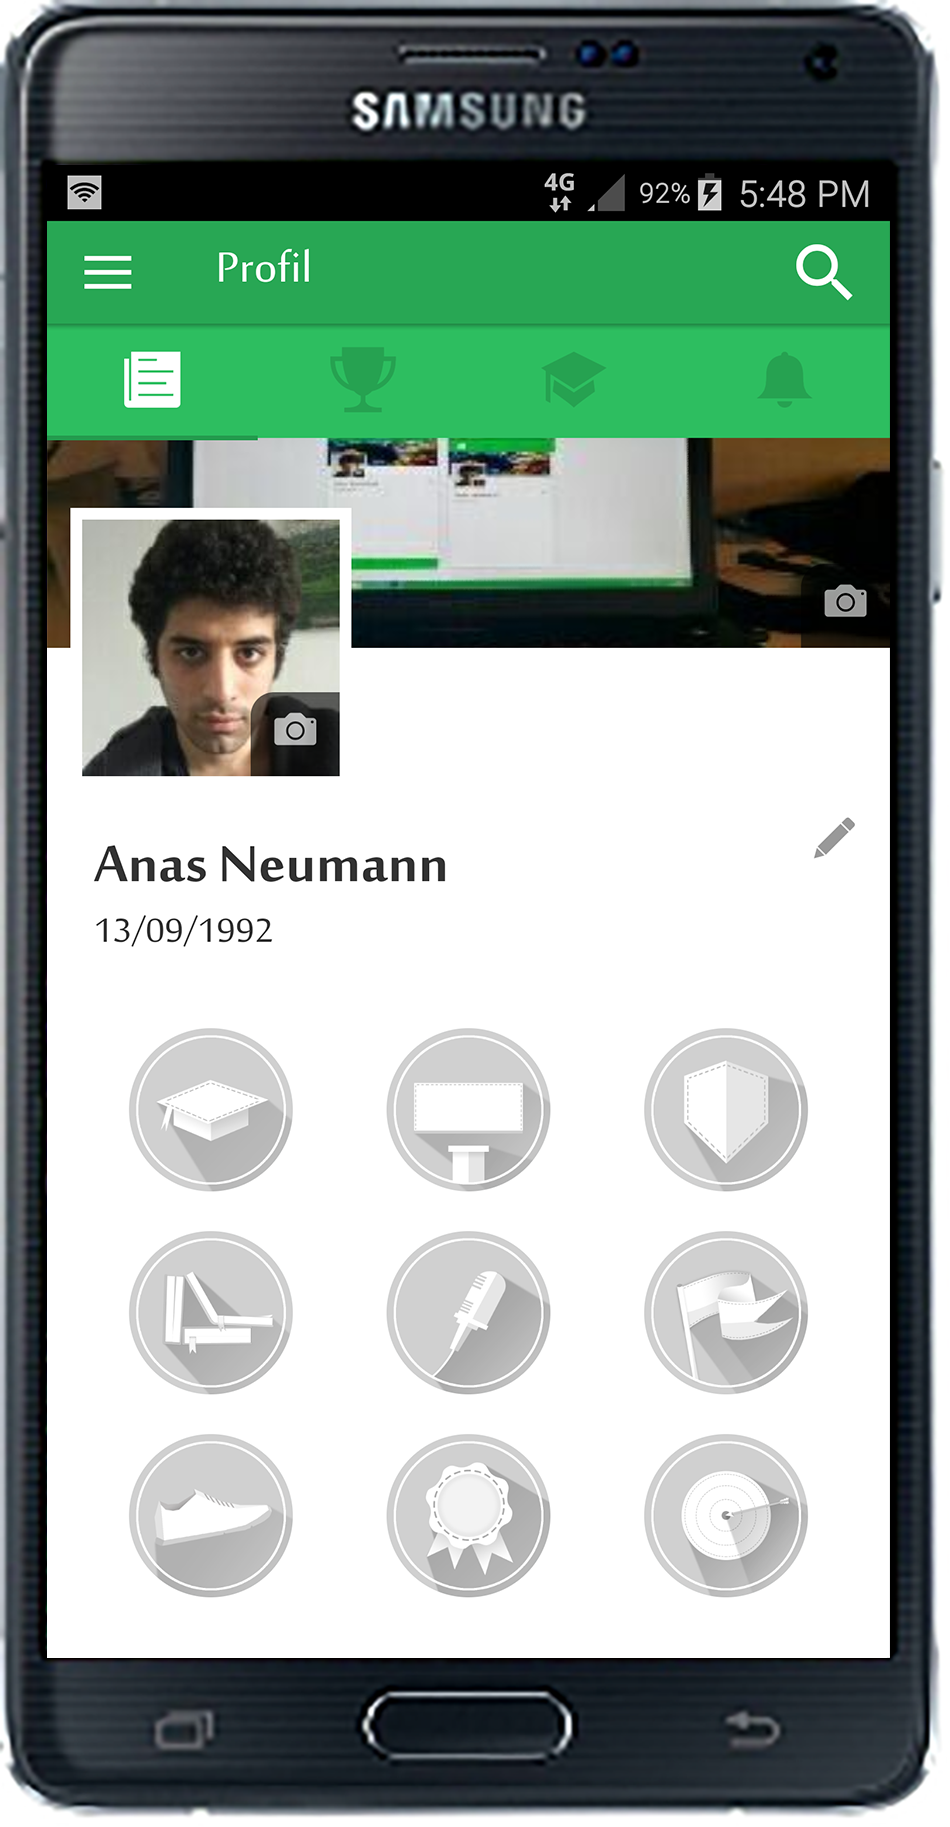 SAMSUNG
4G 92% 5:48 PM
Profil
Anas Neumann
13/09/1992